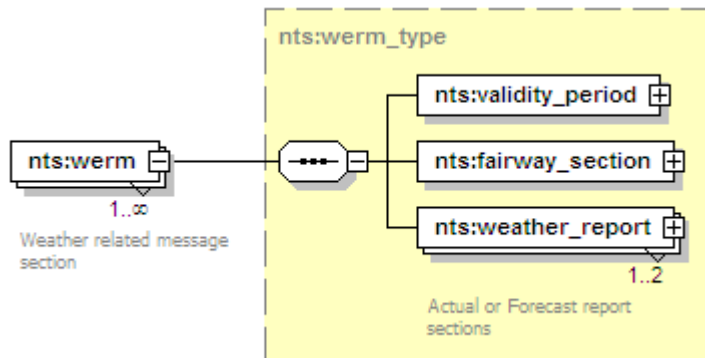 nts:werm_type
nts:validity_period
nts:fairway_section
nts:werm
1..∞
Weather related message
section
nts:weather_report
1..2
Actual or Forecast report
sections